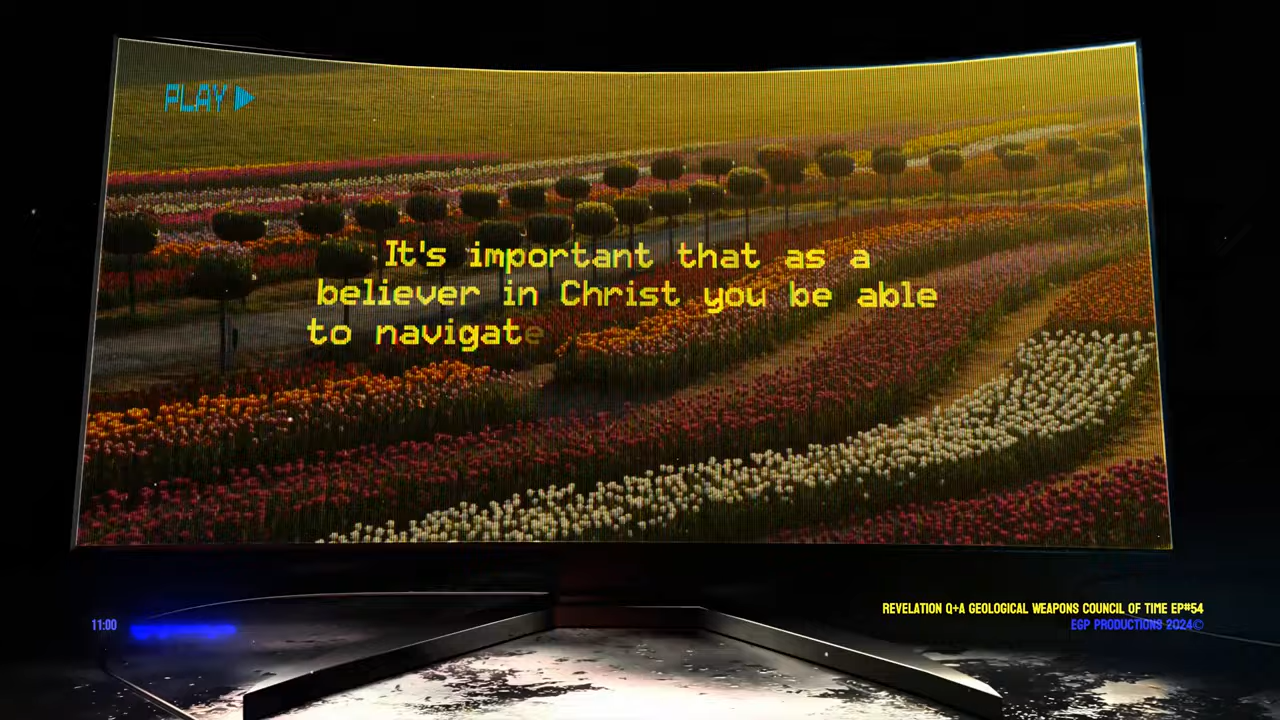 PLAY
It's important that as a
believer in Christ you be able
to navigate
11:00
REVELATION Q+A GEOLOGICAL WEAPONS COUNCIL OF TIME EP#54
EGP PRODUCTIONS 2024©